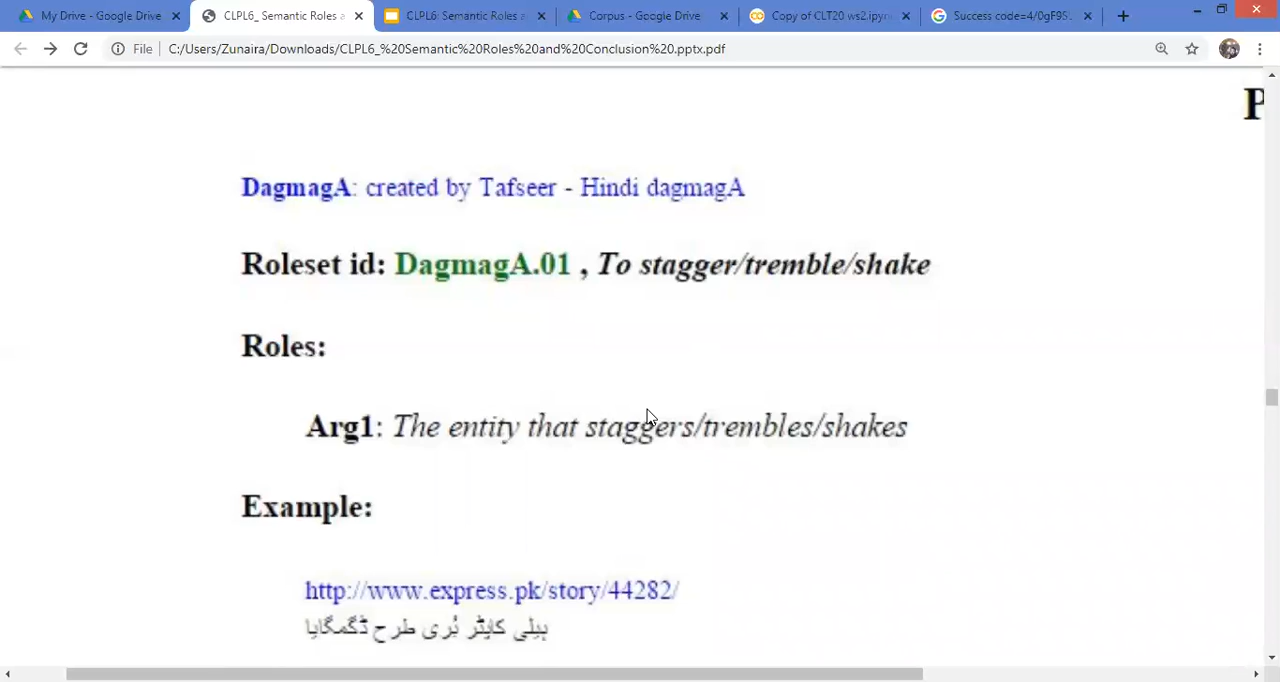 My Drive - Google Drive
CLPL6_ Semantic Roles a
CLPL6: Semantic Roles a
Corpus - Google Drive
Copy of CLT20 ws2.ipyn
Success code=4/0gF95
File
C:/Users/Zunaira/Downloads/CLPL6_%20Semantic%20Roles%20and%20Conclusion%20.pptx.pdf
P
DagmagA: created by Tafseer - Hindi dagmagA
Roleset id: DagmagA.01 , To stagger/tremble/shake
Roles:
Arg1: The entity that staggers/trembles/shakes
Example:
http://www.express.pk/story/44282/
ہیلی کاپٹر بُری طرح ڈگمگایا